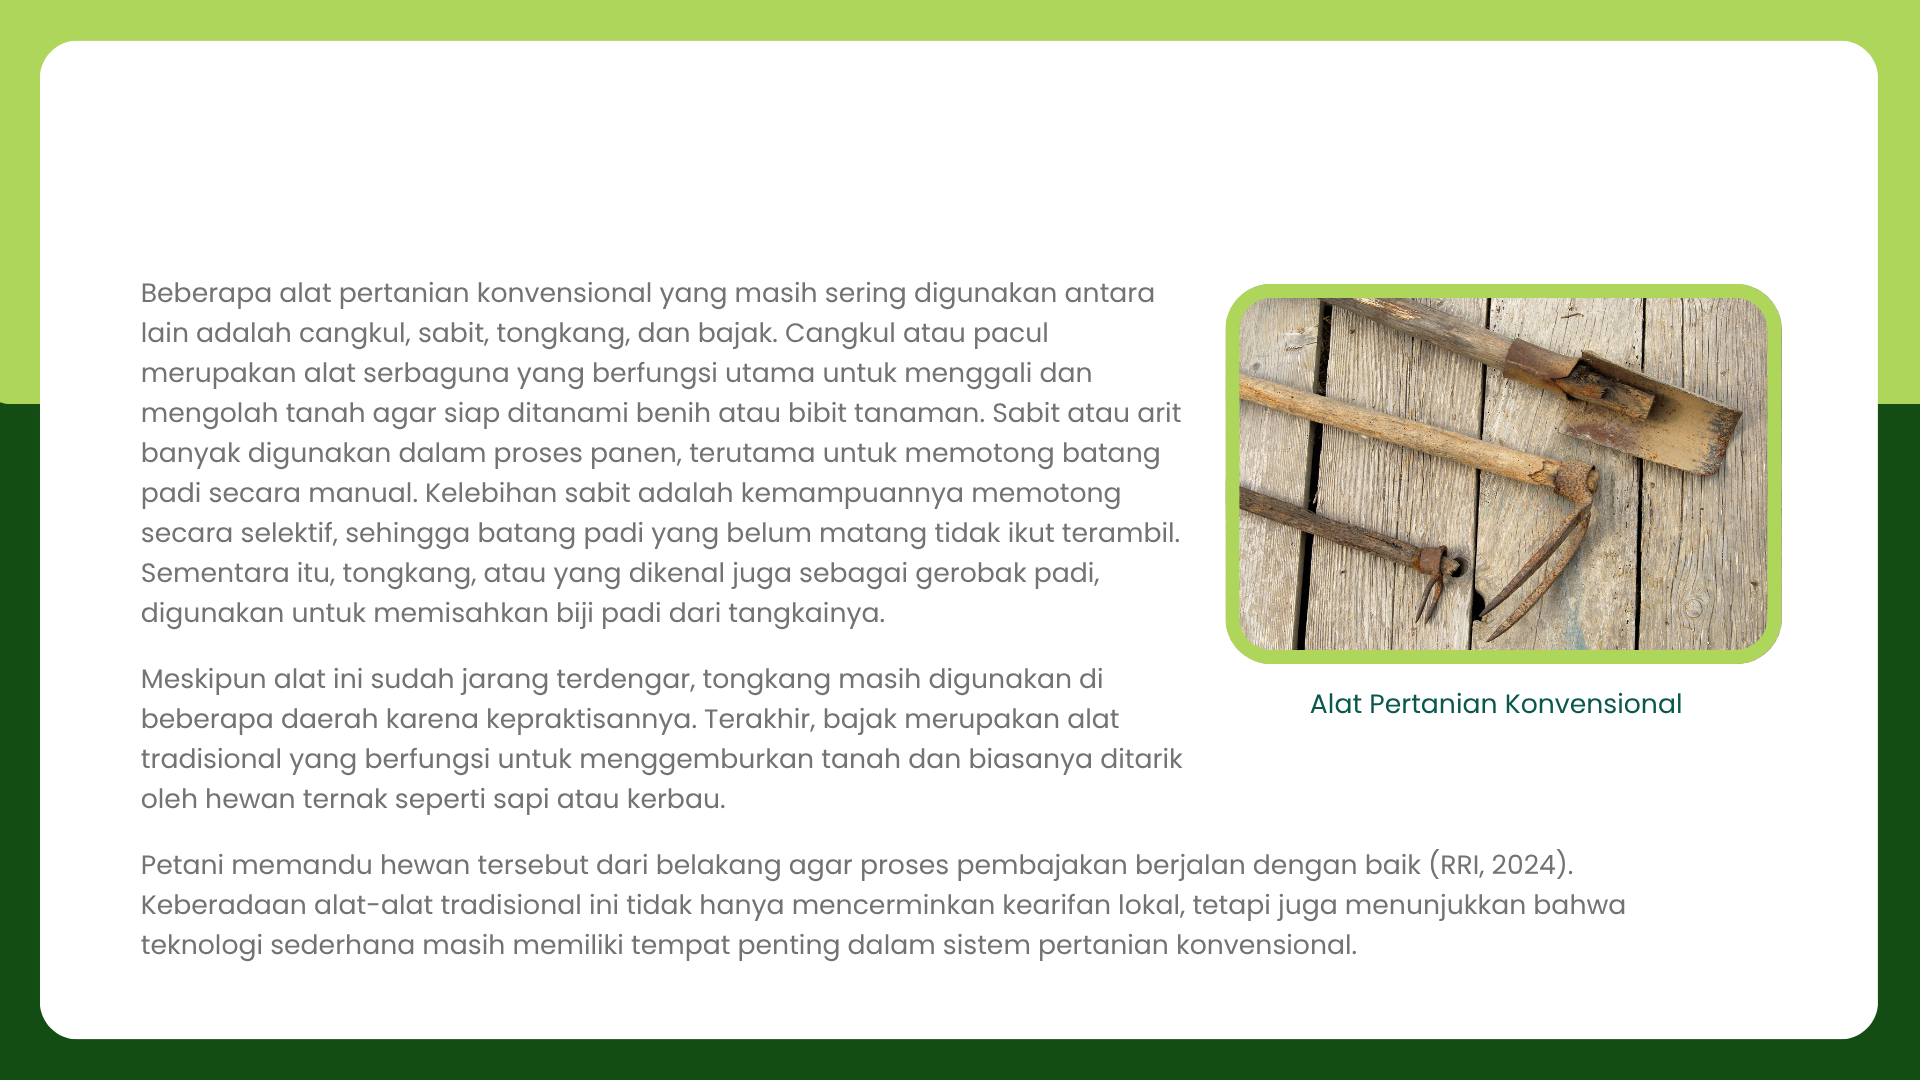 Beberapa alat pertanian konvensional yang masih sering digunakan antara
lain adalah cangkul, sabit, tongkang, dan bajak. Cangkul atau pacul
merupakan alat serbaguna yang berfungsi utama untuk menggali dan
mengolah tanah agar siap ditanami benih atau bibit tanaman. Sabit atau arit
banyak digunakan dalam proses panen, terutama untuk memotong batang
padi secara manual. Kelebihan sabit adalah kemampuannya memotong
secara selektif, sehingga batang padi yang belum matang tidak ikut terambil.
Sementara itu, tongkang, atau yang dikenal juga sebagai gerobak padi,
digunakan untuk memisahkan biji padi dari tangkainya.
Meskipun alat ini sudah jarang terdengar, tongkang masih digunakan di
beberapa daerah karena kepraktisannya. Terakhir, bajak merupakan alat
tradisional yang berfungsi untuk menggemburkan tanah dan biasanya ditarik
oleh hewan ternak seperti sapi atau kerbau.
Petani memandu hewan tersebut dari belakang agar proses pembajakan berjalan dengan baik (RRI, 2024).
Keberadaan alat-alat tradisional ini tidak hanya mencerminkan kearifan lokal, tetapi juga menunjukkan bahwa
teknologi sederhana masih memiliki tempat penting dalam sistem pertanian konvensional.
Alat Pertanian Konvensional